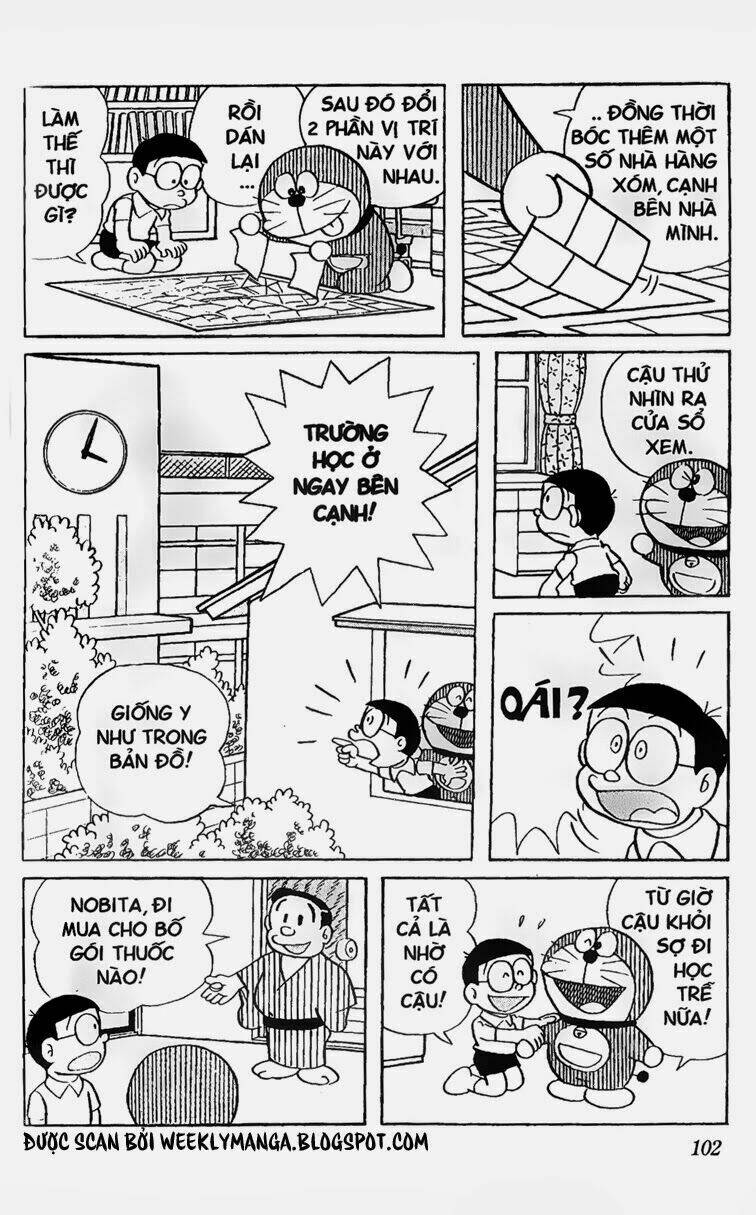 .. ĐỒNG THỜI
BÓC THÊM MỘT
SỐ NHÀ HÀNG
XÓM, CẠNH
BÊN NHÀ
MÌNH.
SAU ĐÓ ĐỔI
2 PHẦN VỊ TRÍ
NÀY VỚI
NHAU.
RỒI
DÁN
LẠI
...
LÀM
THẾ
THÌ
ĐƯỢC
GÌ?
CẬU THỬ
NHÌN RA
CỬA SỔ
XEM.
QÁI?
TRƯỜNG
HỌC Ở
NGAY BÊN
CẠNH!
GIỐNG Y
NHƯ TRONG
BẢN ĐỒ!
TỪ GIỜ
CẬU KHỎI
SỢ ĐI
HỌC
TRỄ
NỮA!
TẤT
CẢ LÀ
NHỜ
CÓ
CẬU!
NOBITA, ĐI
MUA CHO BỐ
GÓI THUỐC
NÀO!
ĐƯỢC SCAN BỞI WEEKLYMANGA.BLOGSPOT.COM
102